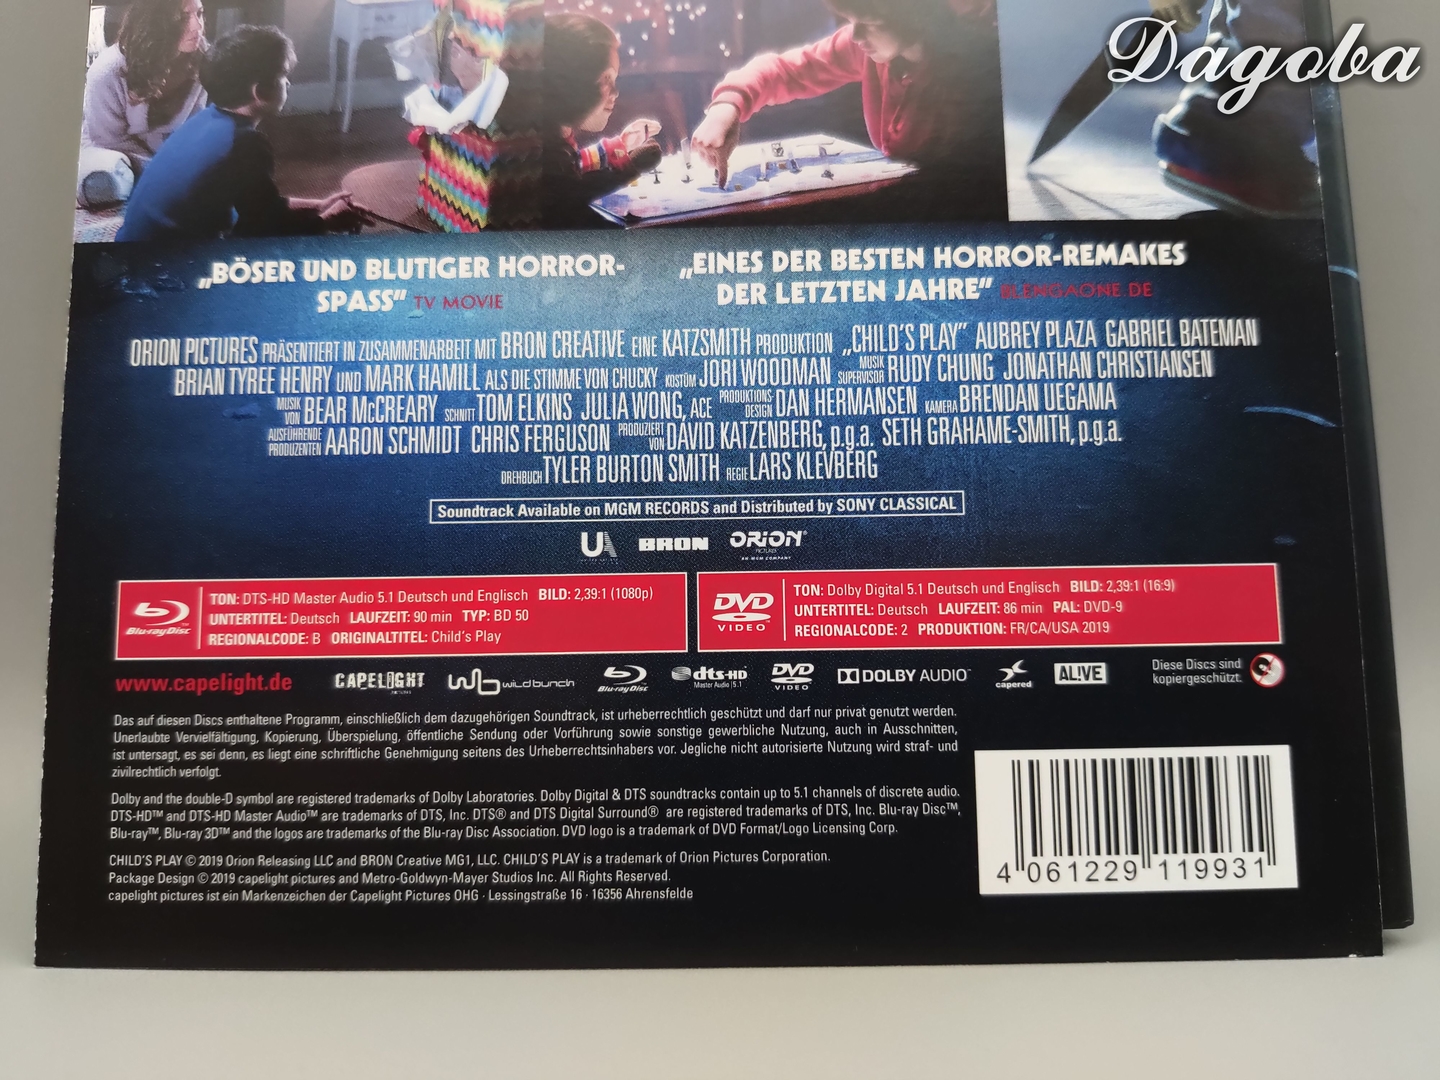 Dagoba
„BÖSER UND BLUTIGER HORROR-
SPASS“ TV MOVIE
„EINES DER BESTEN HORROR-REMAKES
DER LETZTEN JAHRE“ BLENGAONE.DE
ORION PICTURES PRÄSENTIERT IN ZUSAMMENARBEIT MIT BRON CREATIVE EINE KATZSMITH PRODUKTION „CHILD'S PLAY“ AUBREY PLAZA GABRIEL BATEMAN
BRIAN TYREE HENRY UND MARK HAMILL ALS DIE STIMME VON CHUCKY KOSTÜM JORI WOODMAN MUSIK SUPERVISOR RUDY CHUNG JONATHAN CHRISTIANSEN
MUSIK VON BEAR McCREARY SCHNITT TOM ELKINS JULIA WONG, ACE PRODUKTIONS-DESIGN DAN HERMANSEN KAMERA BRENDAN UEGAMA
AUSFÜHRENDE PRODUZENTEN AARON SCHMIDT CHRIS FERGUSON PRODUZIERT VON DAVID KATZENBERG, p.g.a. SETH GRAHAME-SMITH, p.g.a.
DREHBUCH TYLER BURTON SMITH REGIE LARS KLEVBERG
Soundtrack Available on MGM RECORDS and Distributed by SONY CLASSICAL
UA BRON ORION PICTURES
Blu-ray Disc
TON: DTS-HD Master Audio 5.1 Deutsch und Englisch BILD: 2,39:1 (1080p)
UNTERTITEL: Deutsch LAUFZEIT: 90 min TYP: BD 50
REGIONALCODE: B ORIGINALTITEL: Child's Play
DVD VIDEO
TON: Dolby Digital 5.1 Deutsch und Englisch BILD: 2,39:1 (16:9)
UNTERTITEL: Deutsch LAUFZEIT: 86 min PAL: DVD-9
REGIONALCODE: 2 PRODUKTION: FR/CA/USA 2019
www.capelight.de CAPELIGHT PICTURES wild bunch Blu-ray Disc dts-HD Master Audio 5.1 DVD VIDEO DOLBY AUDIO capered AL!VE
Diese Discs sind
kopiergeschützt.
Das auf diesen Discs enthaltene Programm, einschließlich dem dazugehörigen Soundtrack, ist urheberrechtlich geschützt und darf nur privat genutzt werden.
Unerlaubte Vervielfältigung, Kopierung, Überspielung, öffentliche Sendung oder Vorführung sowie sonstige gewerbliche Nutzung, auch in Ausschnitten,
ist untersagt, es sei denn, es liegt eine schriftliche Genehmigung seitens des Urheberrechtsinhabers vor. Jegliche nicht autorisierte Nutzung wird straf- und
zivilrechtlich verfolgt.
Dolby and the double-D symbol are registered trademarks of Dolby Laboratories. Dolby Digital & DTS soundtracks contain up to 5.1 channels of discrete audio.
DTS-HD™ and DTS-HD Master Audio™ are trademarks of DTS, Inc. DTS® and DTS Digital Surround® are registered trademarks of DTS, Inc. Blu-ray Disc™,
Blu-ray™, Blu-ray 3D™ and the logos are trademarks of the Blu-ray Disc Association. DVD logo is a trademark of DVD Format/Logo Licensing Corp.
CHILD'S PLAY © 2019 Orion Releasing LLC and BRON Creative MG1, LLC. CHILD'S PLAY is a trademark of Orion Pictures Corporation.
Package Design © 2019 capelight pictures and Metro-Goldwyn-Mayer Studios Inc. All Rights Reserved.
capelight pictures ist ein Markenzeichen der Capelight Pictures OHG · Lessingstraße 16 · 16356 Ahrensfelde
4 061229 119931